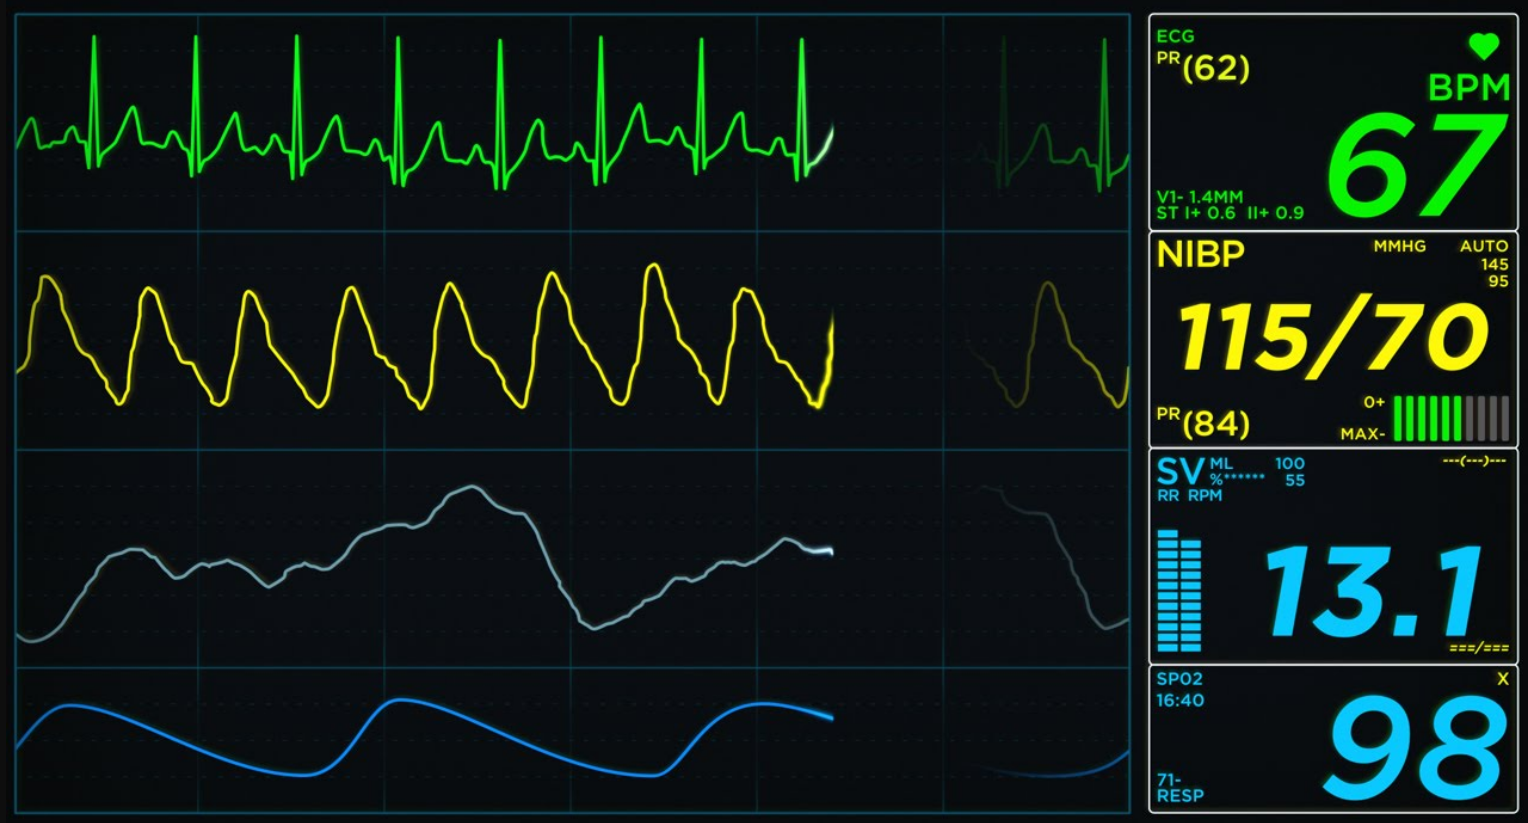 ECG
PR(62)
BPM
67
V1- 1.4MM
ST I+ 0.6 II+ 0.9
NIBP MMHG AUTO
145
95
115/70
PR(84)
0+
MAX-
SV ML 100
%****** 55
RR RPM
---(---)---
13.1
===/===
SPO2 X
16:40
98
71-
RESP